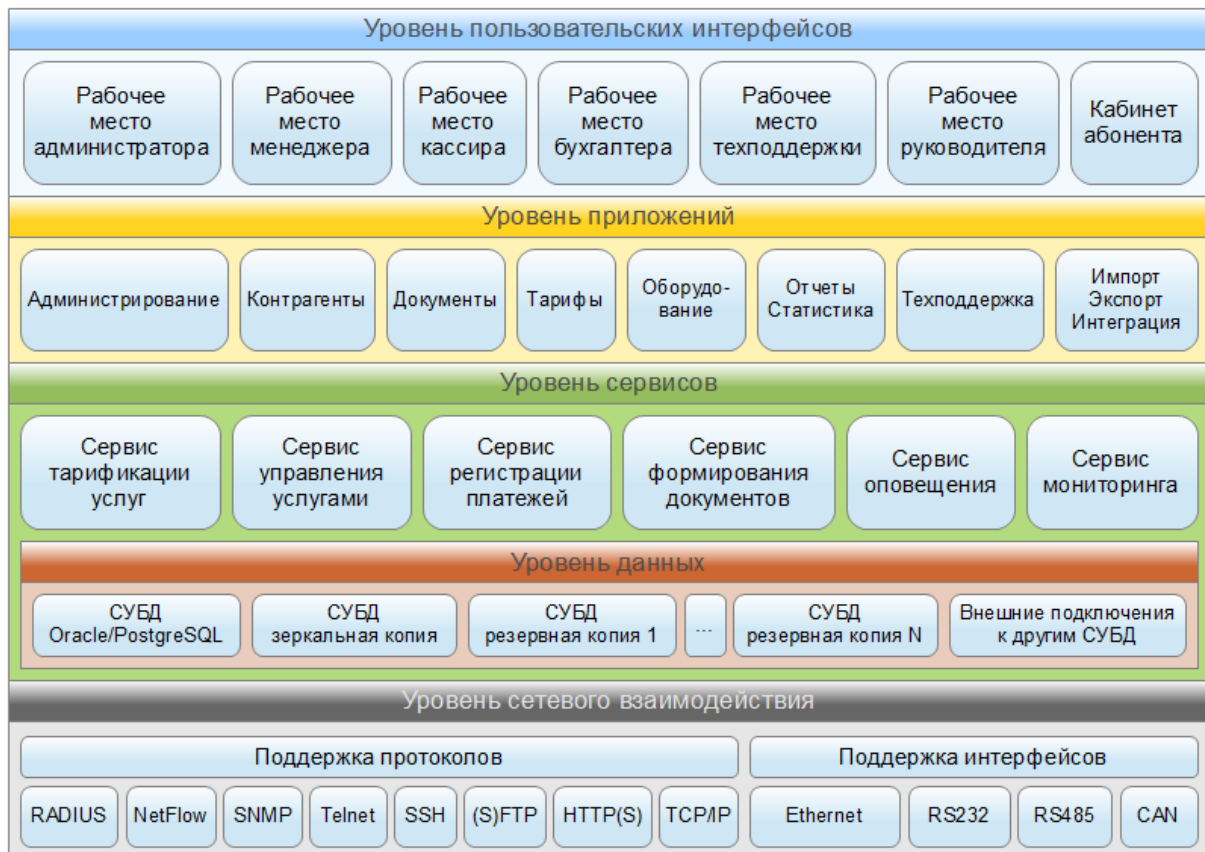 Уровень пользовательских интерфейсов
Рабочее
место
администратора
Рабочее
место
менеджера
Рабочее
место
кассира
Рабочее
место
бухгалтера
Рабочее
место
техподдержки
Рабочее
место
руководителя
Кабинет
абонента
Уровень приложений
Администрирование
Контрагенты
Документы
Тарифы
Оборудо-
вание
Отчеты
Статистика
Техподдержка
Импорт
Экспорт
Интеграция
Уровень сервисов
Сервис
тарификации
услуг
Сервис
управления
услугами
Сервис
регистрации
платежей
Сервис
формирования
документов
Сервис
оповещения
Сервис
мониторинга
Уровень данных
СУБД
Oracle/PostgreSQL
СУБД
зеркальная копия
СУБД
резервная копия 1
...
СУБД
резервная копия N
Внешние подключения
к другим СУБД
Уровень сетевого взаимодействия
Поддержка протоколов
Поддержка интерфейсов
RADIUS
NetFlow
SNMP
Telnet
SSH
(S)FTP
HTTP(S)
TCP/IP
Ethernet
RS232
RS485
CAN